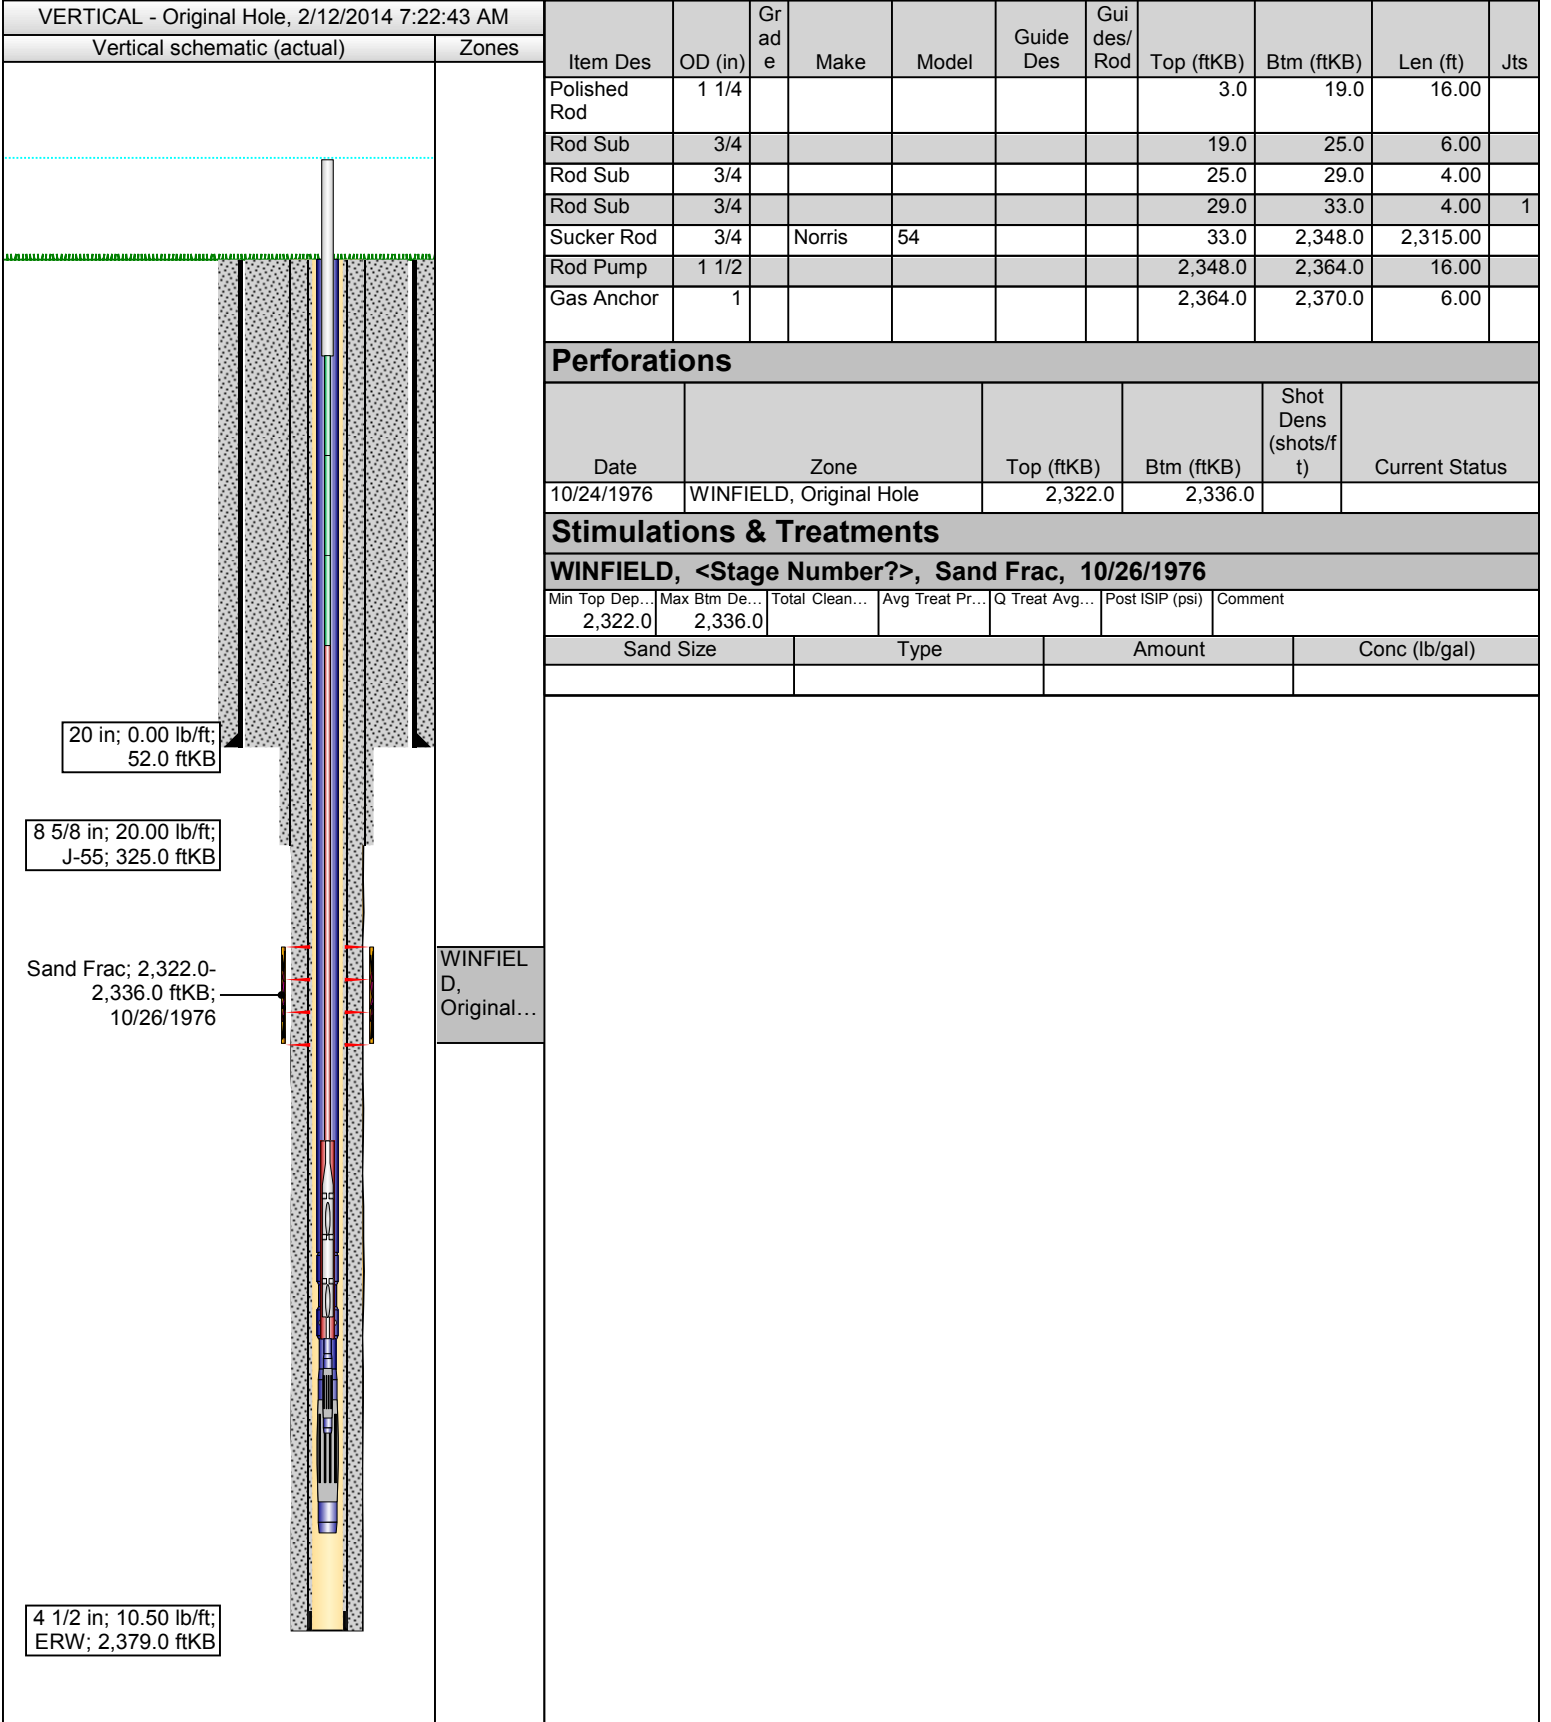 VERTICAL - Original Hole, 2/12/2014 7:22:43 AM
Vertical schematic (actual) Zones
20 in; 0.00 lb/ft;
52.0 ftKB
8 5/8 in; 20.00 lb/ft;
J-55; 325.0 ftKB
Sand Frac; 2,322.0-
2,336.0 ftKB;
10/26/1976
WINFIEL
D,
Original…
4 1/2 in; 10.50 lb/ft;
ERW; 2,379.0 ftKB
Item Des OD (in) Gr ad e Make Model Guide Des Gui des/ Rod Top (ftKB) Btm (ftKB) Len (ft) Jts
Polished Rod 1 1/4 3.0 19.0 16.00
Rod Sub 3/4 19.0 25.0 6.00
Rod Sub 3/4 25.0 29.0 4.00
Rod Sub 3/4 29.0 33.0 4.00 1
Sucker Rod 3/4 Norris 54 33.0 2,348.0 2,315.00
Rod Pump 1 1/2 2,348.0 2,364.0 16.00
Gas Anchor 1 2,364.0 2,370.0 6.00
Perforations
Date Zone Top (ftKB) Btm (ftKB) Shot Dens (shots/f t) Current Status
10/24/1976 WINFIELD, Original Hole 2,322.0 2,336.0
Stimulations & Treatments
WINFIELD, <Stage Number?>, Sand Frac, 10/26/1976
Min Top Dep… Max Btm De… Total Clean… Avg Treat Pr… Q Treat Avg… Post ISIP (psi) Comment
2,322.0 2,336.0
Sand Size Type Amount Conc (lb/gal)